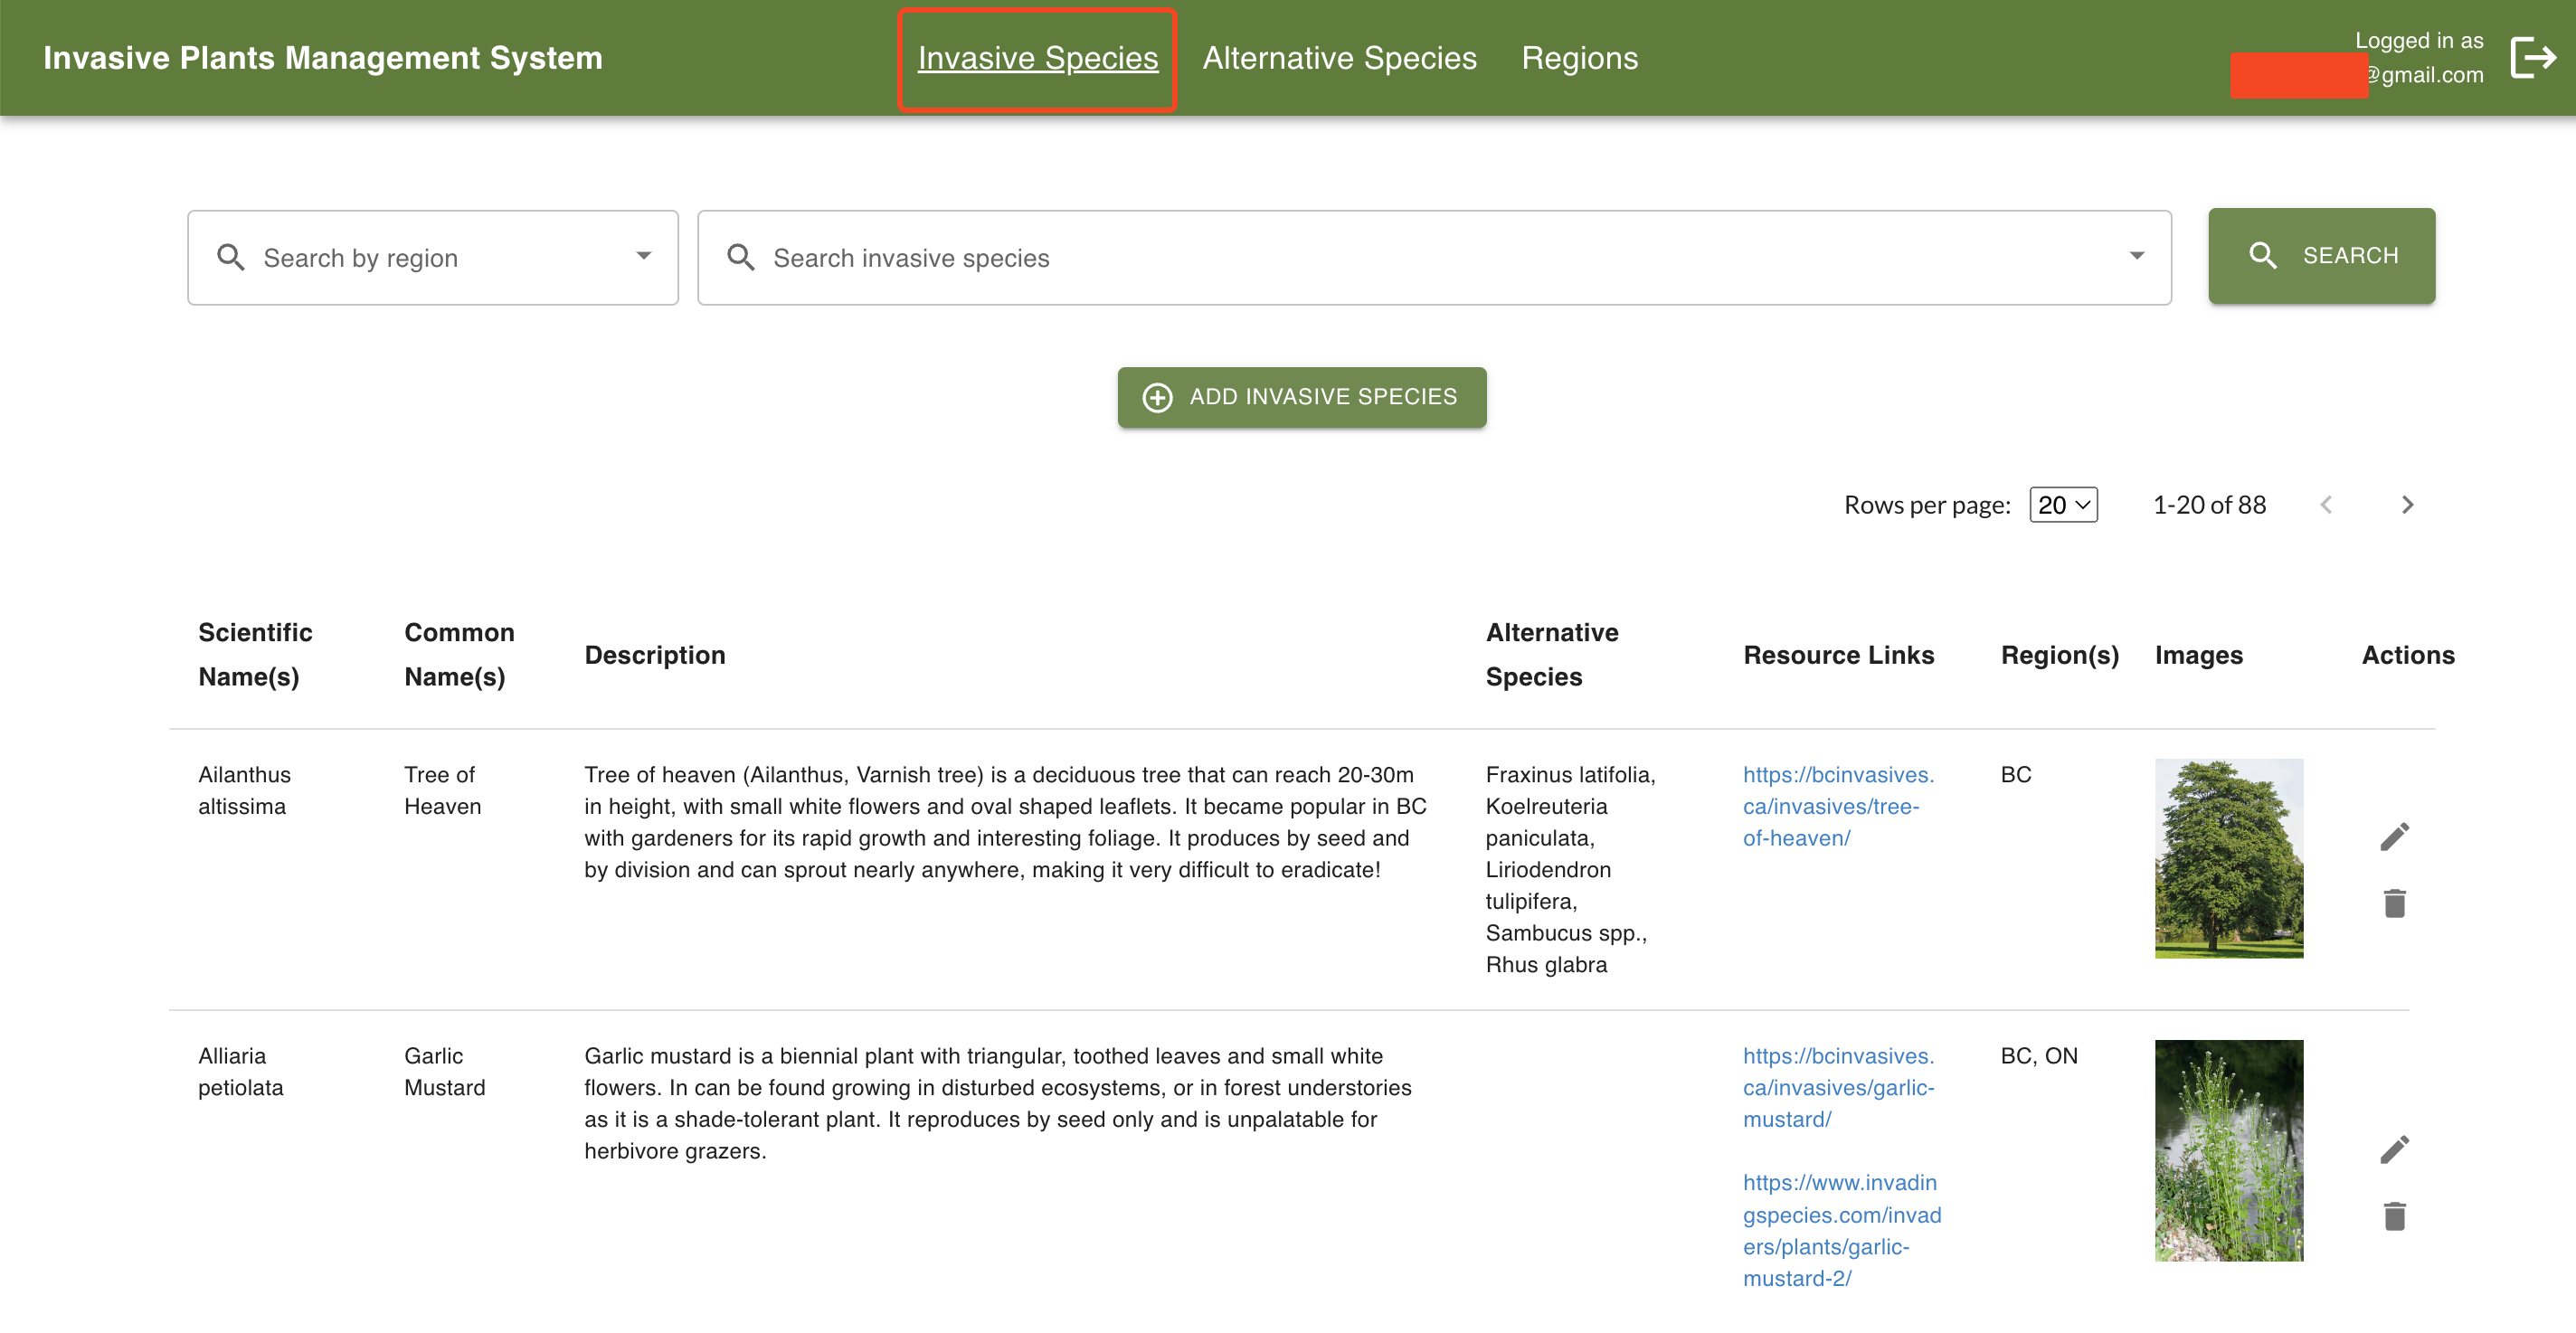 Invasive Plants Management System
Invasive Species
Alternative Species
Regions
Logged in as
@gmail.com
Search by region
Search invasive species
SEARCH
ADD INVASIVE SPECIES
Rows per page: 20 1-20 of 88
Scientific
Name(s)
Common
Name(s)
Description
Alternative
Species
Resource Links
Region(s)
Images
Actions
Ailanthus
altissima
Tree of
Heaven
Tree of heaven (Ailanthus, Varnish tree) is a deciduous tree that can reach 20-30m
in height, with small white flowers and oval shaped leaflets. It became popular in BC
with gardeners for its rapid growth and interesting foliage. It produces by seed and
by division and can sprout nearly anywhere, making it very difficult to eradicate!
Fraxinus latifolia,
Koelreuteria
paniculata,
Liriodendron
tulipifera,
Sambucus spp.,
Rhus glabra
https://bcinvasives.
ca/invasives/tree-
of-heaven/
BC
Alliaria
petiolata
Garlic
Mustard
Garlic mustard is a biennial plant with triangular, toothed leaves and small white
flowers. In can be found growing in disturbed ecosystems, or in forest understories
as it is a shade-tolerant plant. It reproduces by seed only and is unpalatable for
herbivore grazers.
https://bcinvasives.
ca/invasives/garlic-
mustard/
https://www.invadin
gspecies.com/invad
ers/plants/garlic-
mustard-2/
BC, ON